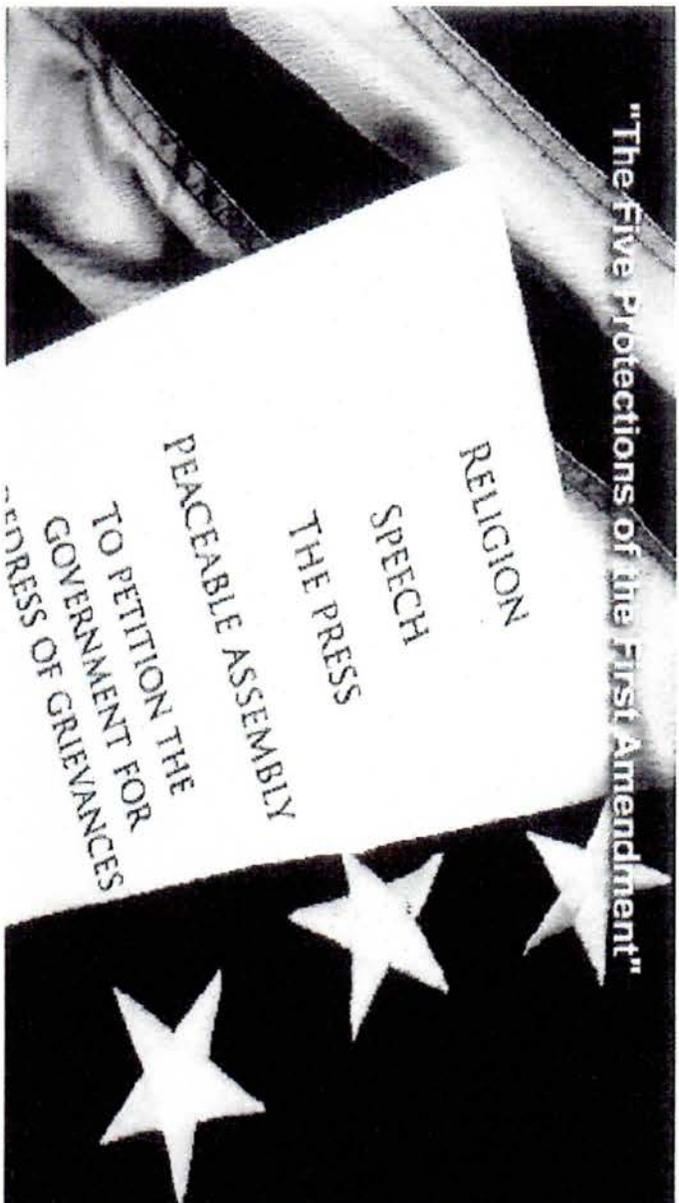 "The Five Protections of the First Amendment"
RELIGION
SPEECH
THE PRESS
PEACEABLE ASSEMBLY
TO PETITION THE
GOVERNMENT FOR
REDRESS OF GRIEVANCES